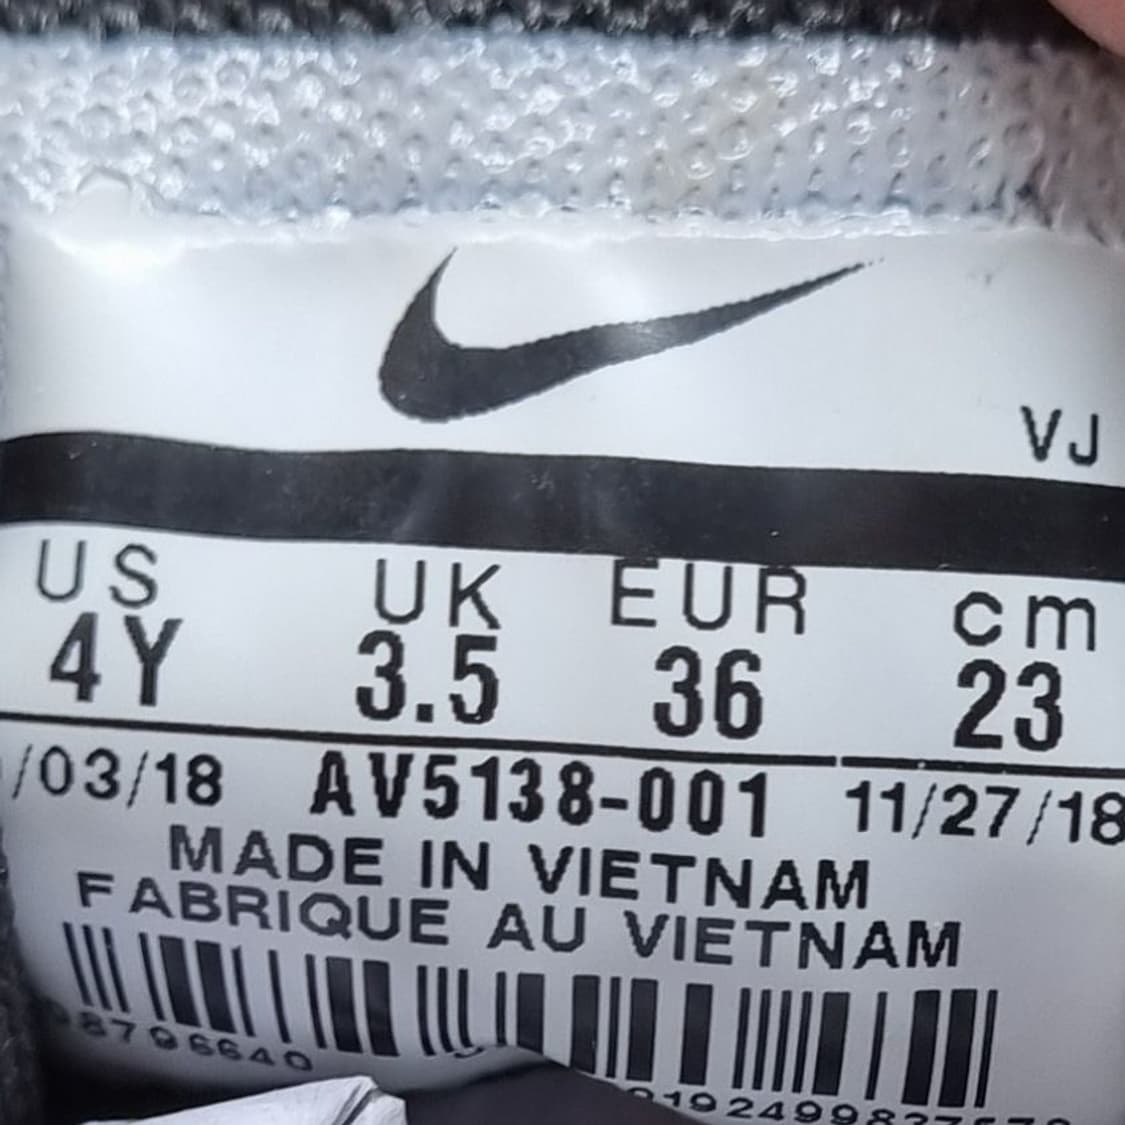 VJ
US UK EUR cm
4Y 3.5 36 23
/03/18 AV5138-001 11/27/18
MADE IN VIETNAM
FABRIQUE AU VIETNAM